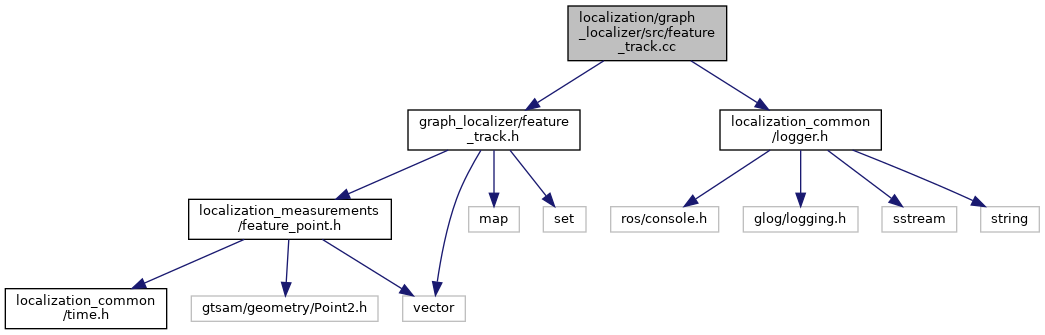 localization/graph
_localizer/src/feature
_track.cc
graph_localizer/feature
_track.h
localization_common
/logger.h
localization_measurements
/feature_point.h
map
set
ros/console.h
glog/logging.h
sstream
string
localization_common
/time.h
gtsam/geometry/Point2.h
vector